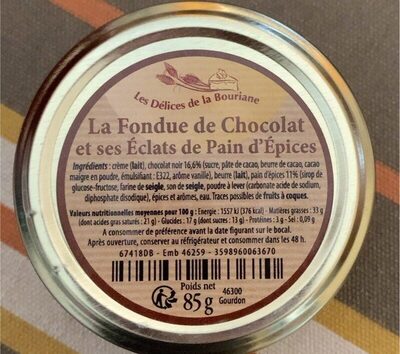 Les Délices de la Bouriane
La Fondue de Chocolat
et ses Éclats de Pain d'Épices
Ingrédients : crème (lait), chocolat noir 16,6% (sucre, pâte de cacao, beurre de cacao, cacao
maigre en poudre, émulsifiant : E322, arôme vanille), beurre (lait), pain d'épices 11% (sirop de
glucose-fructose, farine de seigle, son de seigle, poudre à lever (carbonate acide de sodium,
diphosphate disodique), épices et arômes, eau. Traces possibles de fruits à coques.
Valeurs nutritionnelles moyennes pour 100 g : Energie : 1557 kJ (376 kcal) - Matières grasses : 33 g
(dont acides gras saturés : 21 g) - Glucides : 17 g (dont sucres : 13 g) - Protéines : 3 g - Sel : 0,09 g
A consommer de préférence avant la date figurant sur le bocal.
Après ouverture, conserver au réfrigérateur et consommer dans les 48 h.
67418DB - Emb 46259 - 3598960063670
Poids net
85 g
46300
Gourdon